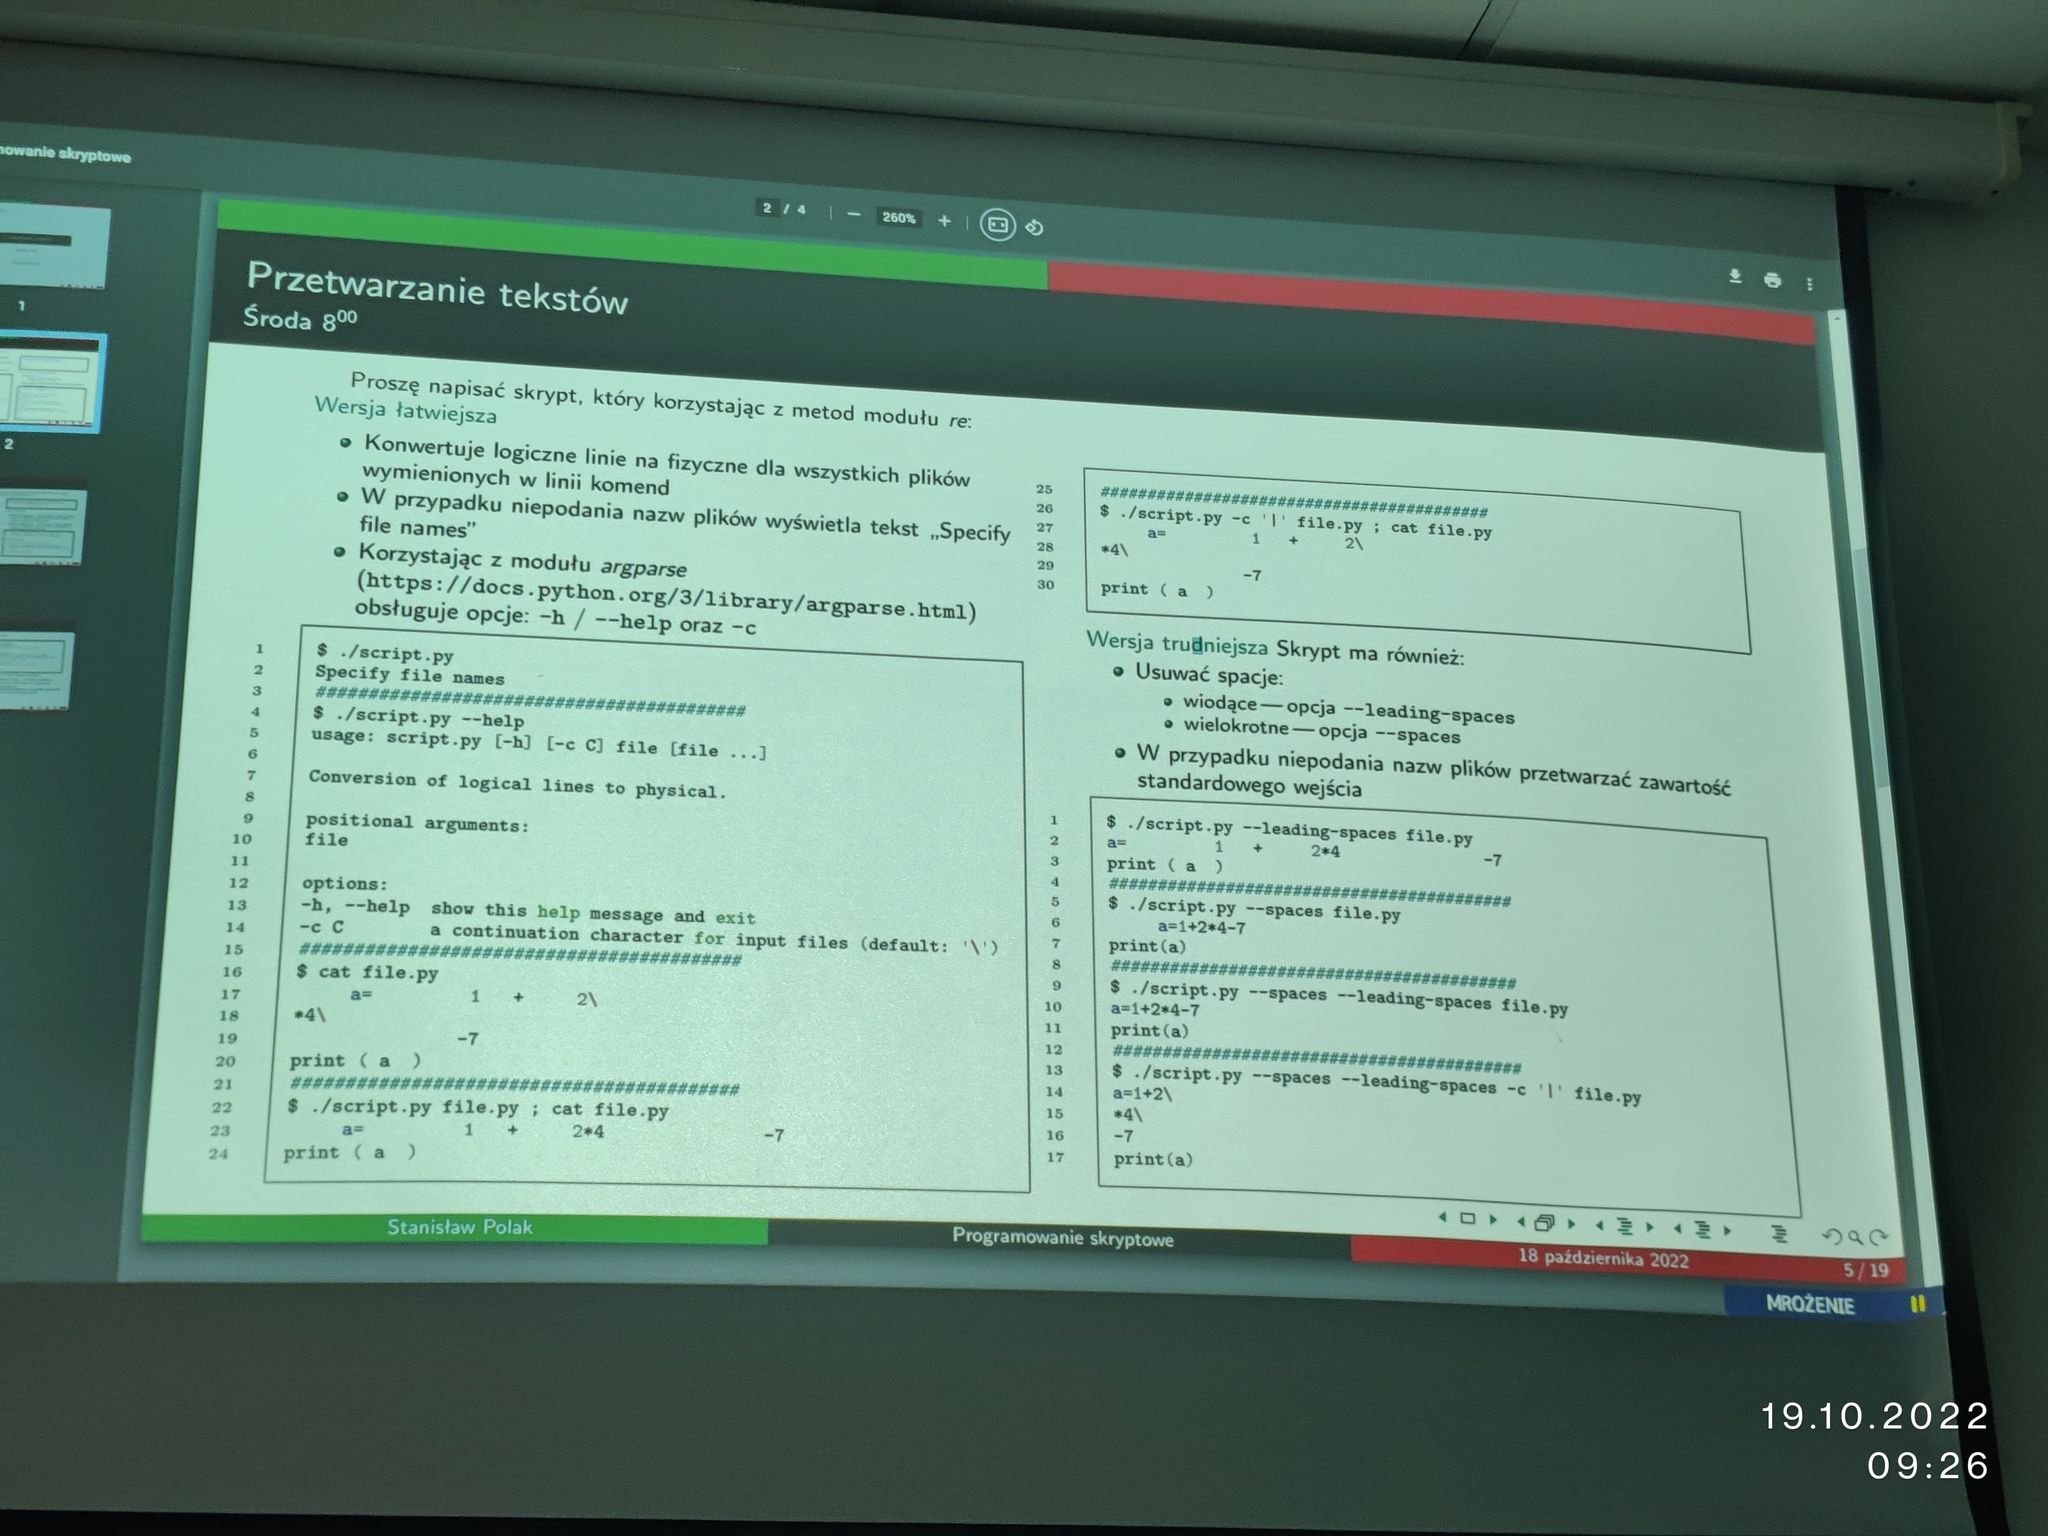 nowanie skryptowe
2 / 4 | − 260% + |
1
2
Przetwarzanie tekstów
Środa 8⁰⁰
Proszę napisać skrypt, który korzystając z metod modułu re:
Wersja łatwiejsza
• Konwertuje logiczne linie na fizyczne dla wszystkich plików
wymienionych w linii komend
• W przypadku niepodania nazw plików wyświetla tekst „Specify
file names"
• Korzystając z modułu argparse
(https://docs.python.org/3/library/argparse.html)
obsługuje opcje: -h / --help oraz -c
1 $ ./script.py
2 Specify file names
3 ########################################
4 $ ./script.py --help
5 usage: script.py [-h] [-c C] file [file ...]
6
7 Conversion of logical lines to physical.
8
9 positional arguments:
10 file
11
12 options:
13 -h, --help show this help message and exit
14 -c C a continuation character for input files (default: '\')
15 ########################################
16 $ cat file.py
17 a= 1 + 2\
18 *4\
19 -7
20 print ( a )
21 ########################################
22 $ ./script.py file.py ; cat file.py
23 a= 1 + 2*4 -7
24 print ( a )
25 ########################################
26 $ ./script.py -c '|' file.py ; cat file.py
27 a= 1 + 2\
28 *4\
29 -7
30 print ( a )
Wersja trudniejsza Skrypt ma również:
• Usuwać spacje:
• wiodące — opcja --leading-spaces
• wielokrotne — opcja --spaces
• W przypadku niepodania nazw plików przetwarzać zawartość
standardowego wejścia
1 $ ./script.py --leading-spaces file.py
2 a= 1 + 2*4 -7
3 print ( a )
4 ########################################
5 $ ./script.py --spaces file.py
6 a=1+2*4-7
7 print(a)
8 ########################################
9 $ ./script.py --spaces --leading-spaces file.py
10 a=1+2*4-7
11 print(a)
12 ########################################
13 $ ./script.py --spaces --leading-spaces -c '|' file.py
14 a=1+2\
15 *4\
16 -7
17 print(a)
Stanisław Polak
Programowanie skryptowe
18 października 2022
5 / 19
MROŻENIE
19.10.2022
09:26